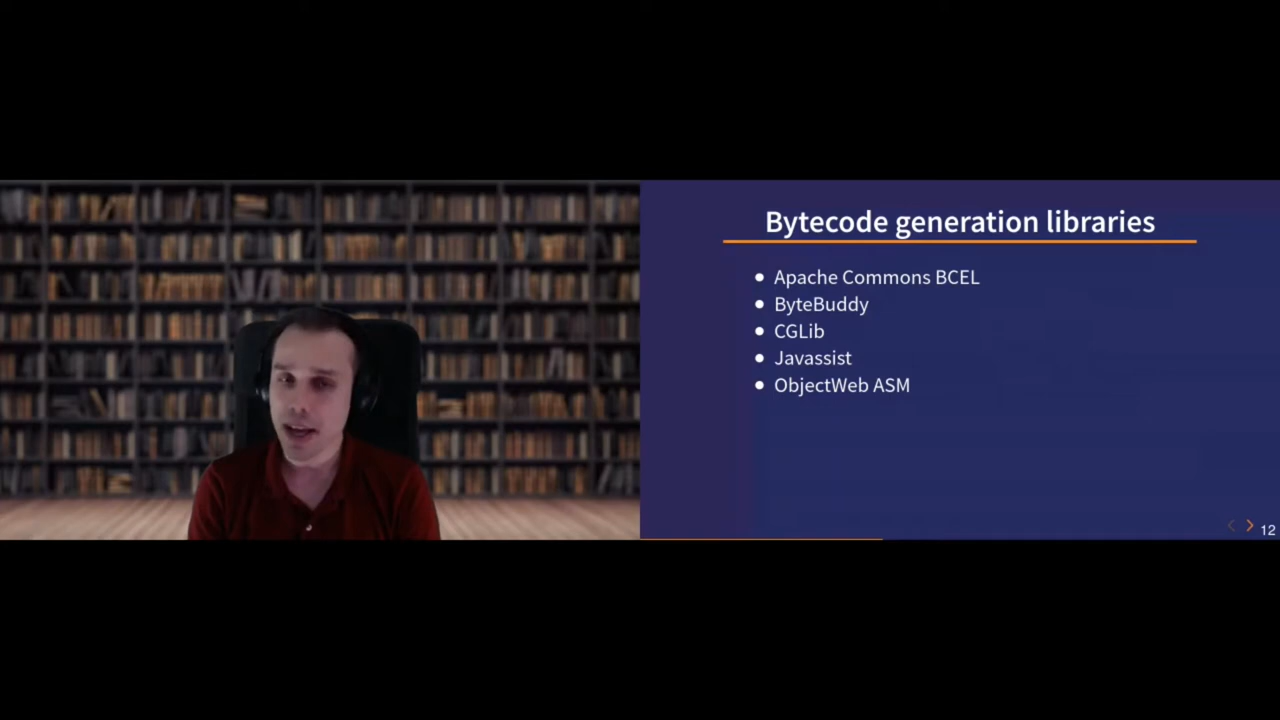 Bytecode generation libraries
Apache Commons BCEL
ByteBuddy
CGLib
Javassist
ObjectWeb ASM
12